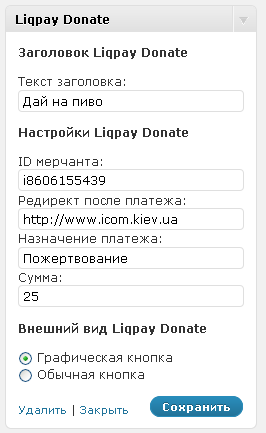 Liqpay Donate
Заголовок Liqpay Donate
Текст заголовка:
Дай на пиво
Настройки Liqpay Donate
ID мерчанта:
i8606155439
Редирект после платежа:
http://www.icom.kiev.ua
Назначение платежа:
Пожертвование
Сумма:
25
Внешний вид Liqpay Donate
Графическая кнопка
Обычная кнопка
Удалить | Закрыть Сохранить